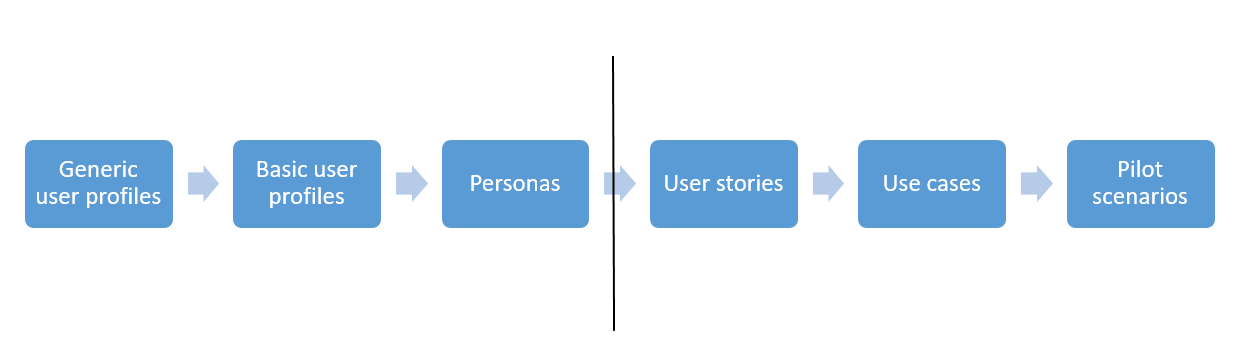 Generic
user profiles
Basic user
profiles
Personas
User stories
Use cases
Pilot
scenarios